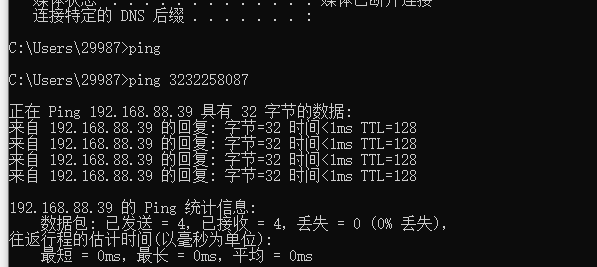 媒体状态 . . . . . . . . . . . . : 媒体已断开连接
连接特定的 DNS 后缀 . . . . . . . :
C:\Users\29987>ping
C:\Users\29987>ping 3232258087
正在 Ping 192.168.88.39 具有 32 字节的数据:
来自 192.168.88.39 的回复: 字节=32 时间<1ms TTL=128
来自 192.168.88.39 的回复: 字节=32 时间<1ms TTL=128
来自 192.168.88.39 的回复: 字节=32 时间<1ms TTL=128
来自 192.168.88.39 的回复: 字节=32 时间<1ms TTL=128
192.168.88.39 的 Ping 统计信息:
数据包: 已发送 = 4，已接收 = 4，丢失 = 0 (0% 丢失)，
往返行程的估计时间(以毫秒为单位):
最短 = 0ms，最长 = 0ms，平均 = 0ms